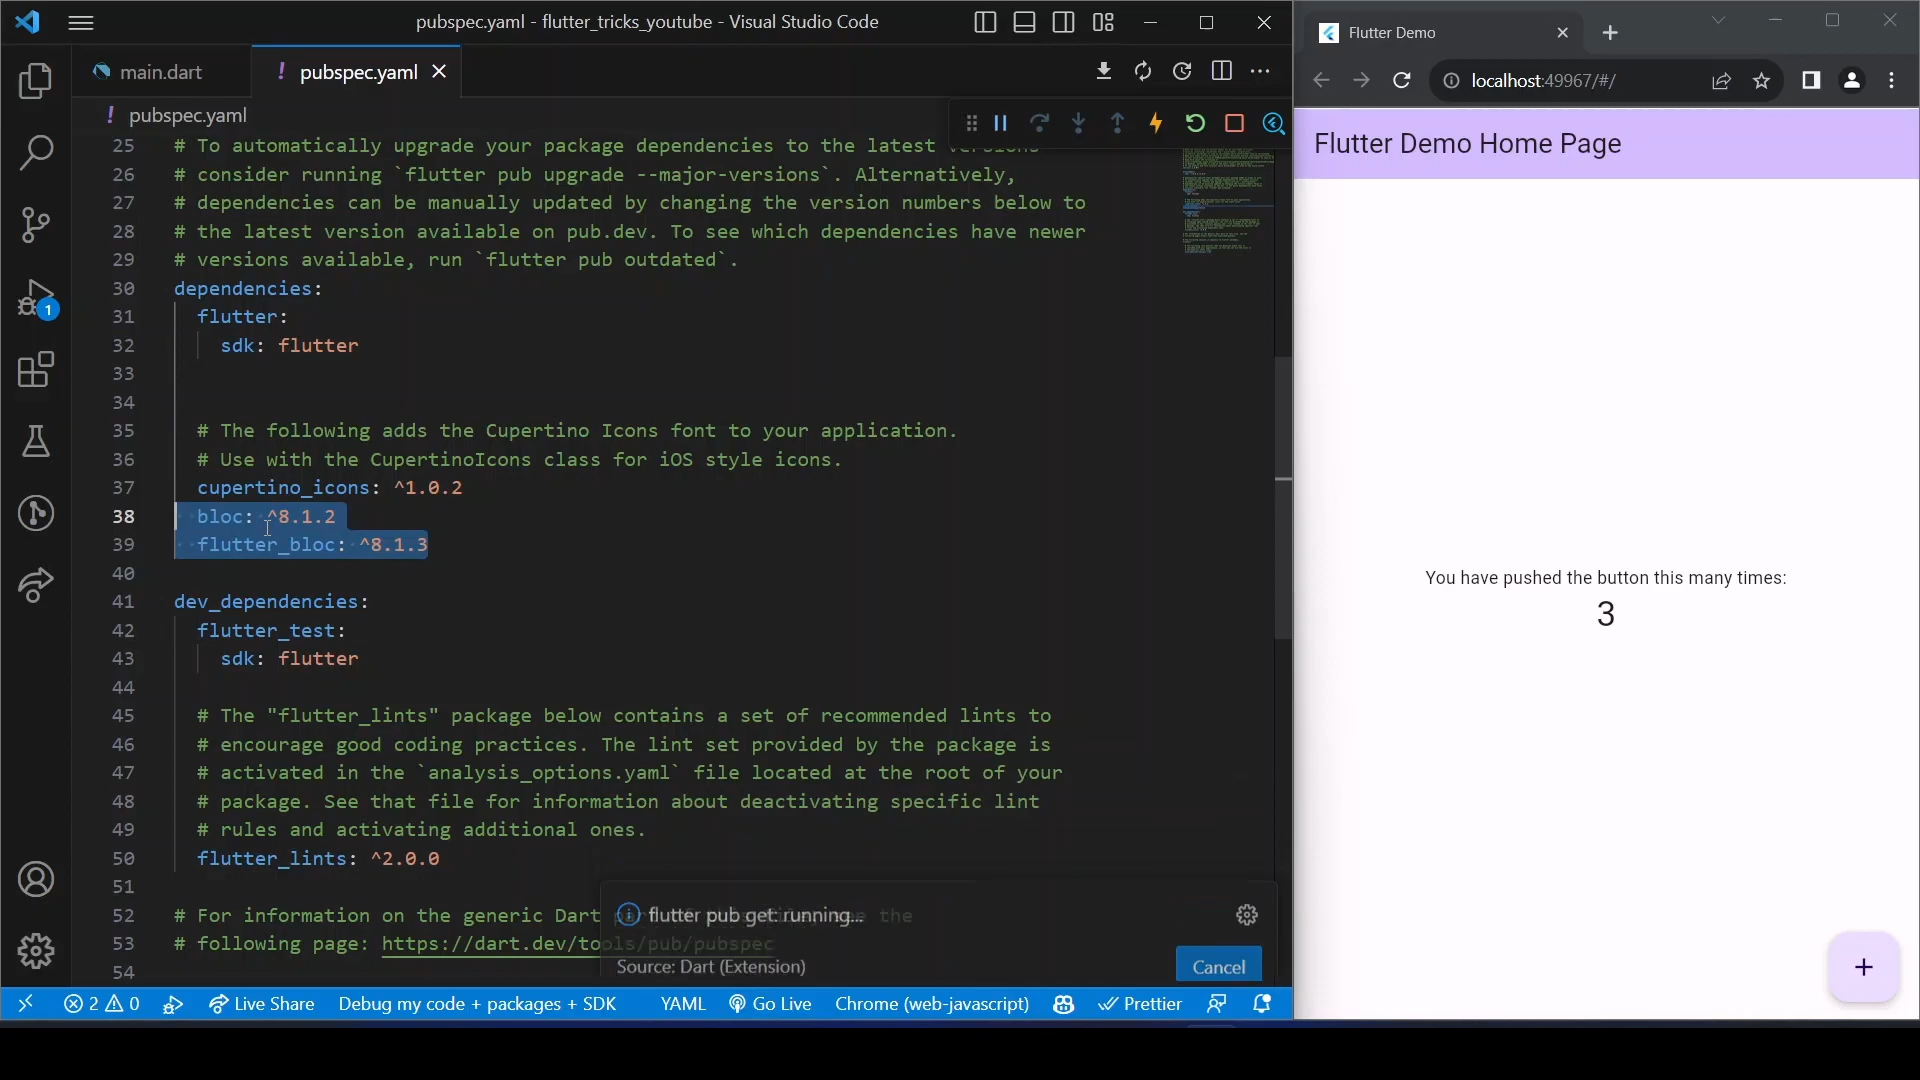 pubspec.yaml - flutter_tricks_youtube - Visual Studio Code
main.dart
! pubspec.yaml
! pubspec.yaml
25 # To automatically upgrade your package dependencies to the latest versions
26 # consider running `flutter pub upgrade --major-versions`. Alternatively,
27 # dependencies can be manually updated by changing the version numbers below to
28 # the latest version available on pub.dev. To see which dependencies have newer
29 # versions available, run `flutter pub outdated`.
30 dependencies:
31 flutter:
32 sdk: flutter
33
34
35 # The following adds the Cupertino Icons font to your application.
36 # Use with the CupertinoIcons class for iOS style icons.
37 cupertino_icons: ^1.0.2
38 bloc: ^8.1.2
39 flutter_bloc: ^8.1.3
40
41 dev_dependencies:
42 flutter_test:
43 sdk: flutter
44
45 # The "flutter_lints" package below contains a set of recommended lints to
46 # encourage good coding practices. The lint set provided by the package is
47 # activated in the `analysis_options.yaml` file located at the root of your
48 # package. See that file for information about deactivating specific lint
49 # rules and activating additional ones.
50 flutter_lints: ^2.0.0
51
52 # For information on the generic Dart
53 # following page: https://dart.dev/tools/pub/pubspec
54
1
flutter pub get: running...
Source: Dart (Extension)
Cancel
2 0 Live Share Debug my code + packages + SDK YAML Go Live Chrome (web-javascript) Prettier
Flutter Demo
localhost:49967/#/
Flutter Demo Home Page
You have pushed the button this many times:
3
+